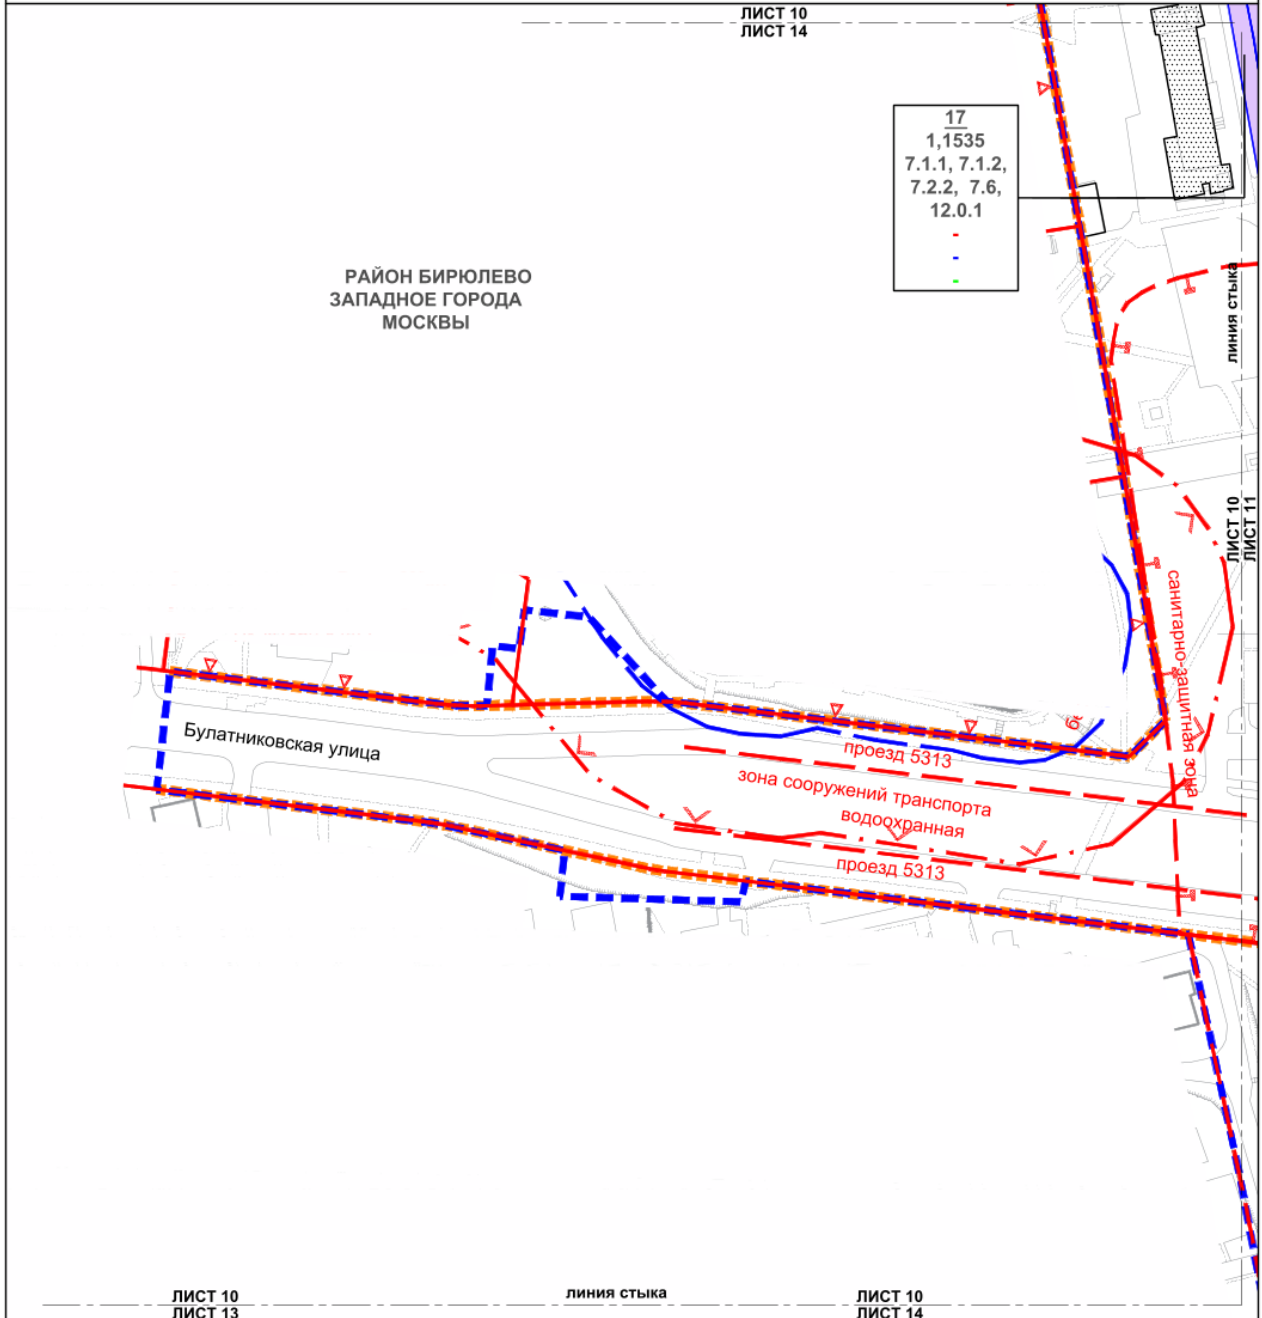 ЛИСТ 10
ЛИСТ 14
17
1,1535
7.1.1, 7.1.2,
7.2.2, 7.6,
12.0.1
-
-
-
РАЙОН БИРЮЛЕВО
ЗАПАДНОЕ ГОРОДА
МОСКВЫ
линия стыка
ЛИСТ 10
ЛИСТ 11
санитарно-защитная зона
Булатниковская улица
проезд 5313
зона сооружений транспорта
водоохранная
проезд 5313
ЛИСТ 10
ЛИСТ 13
линия стыка
ЛИСТ 10
ЛИСТ 14